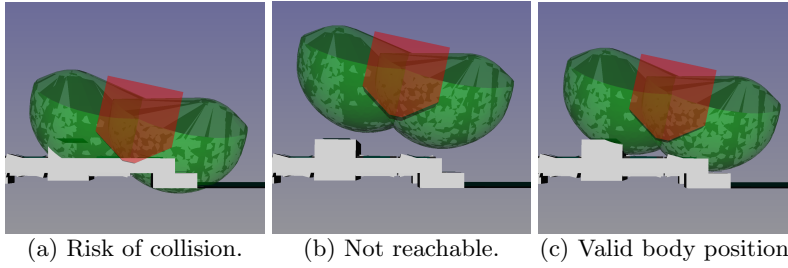 (a) Risk of collision.
(b) Not reachable.
(c) Valid body position